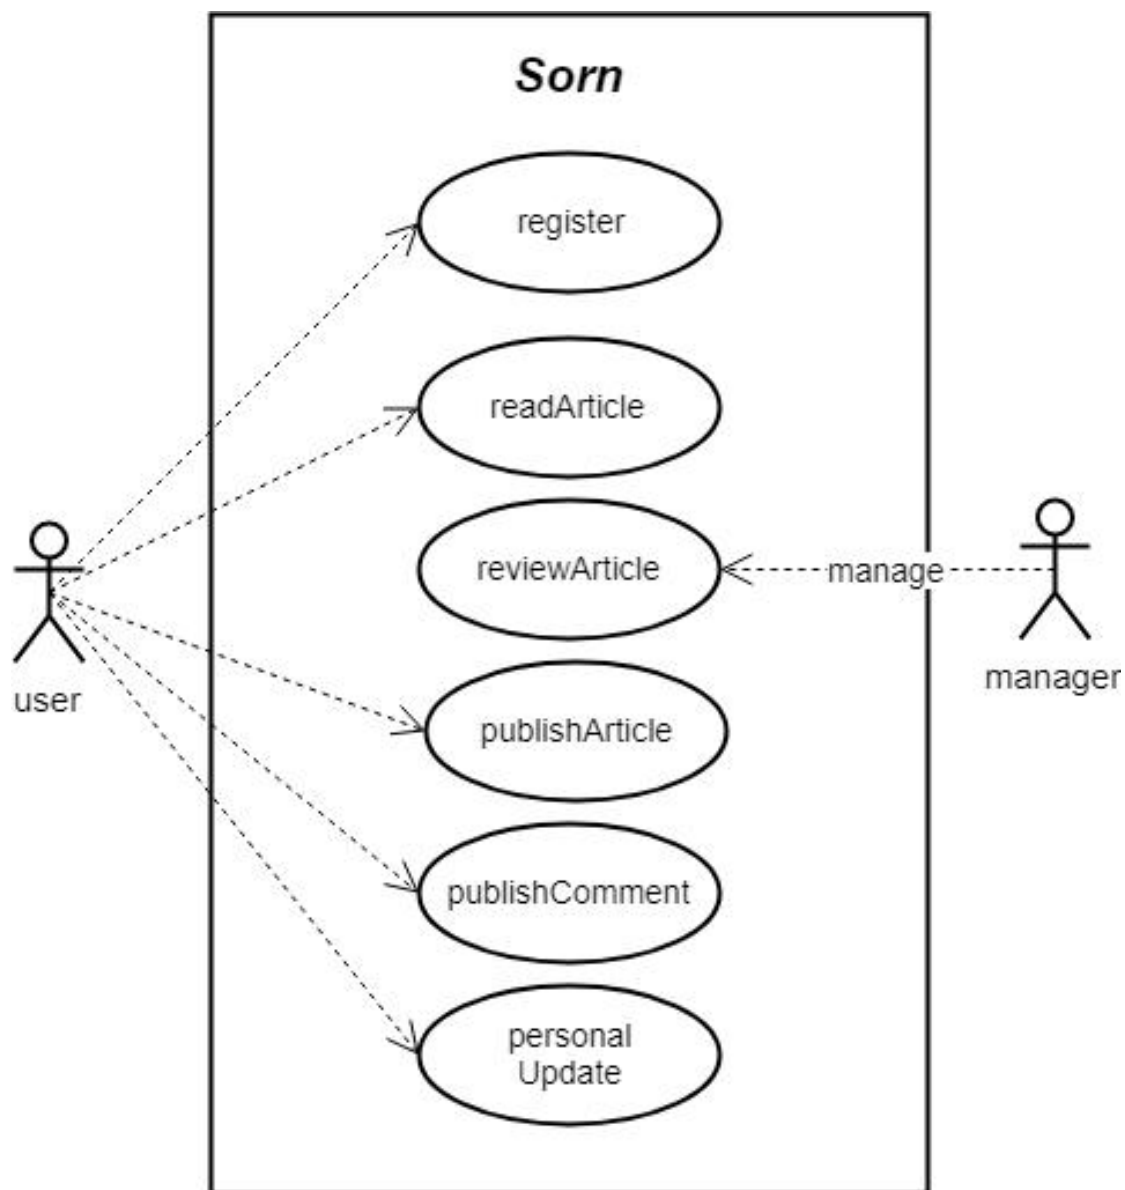 Sorn
register
readArticle
reviewArticle
manage
publishArticle
user
manager
publishComment
personal
Update